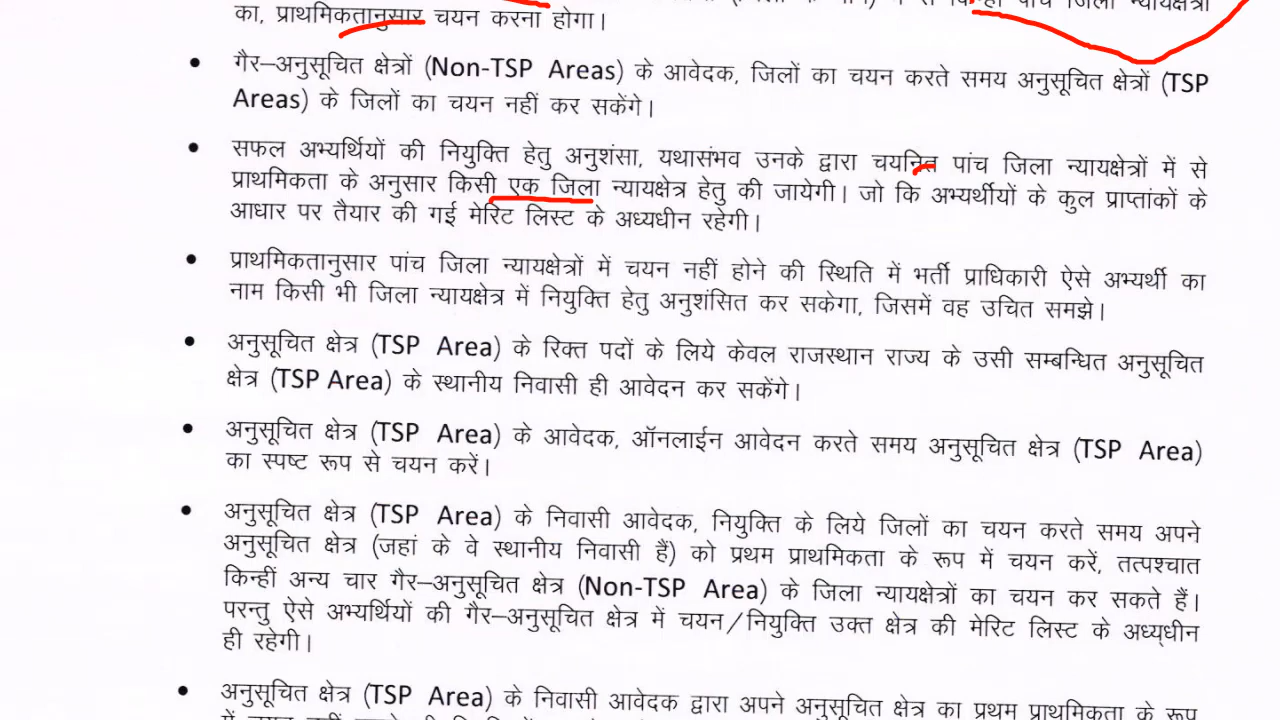 पांच जिला न्यायक्षेत्रों
का, प्राथमिकतानुसार चयन करना होगा।
• गैर–अनुसूचित क्षेत्रों (Non-TSP Areas) के आवेदक, जिलों का चयन करते समय अनुसूचित क्षेत्रों (TSP
Areas) के जिलों का चयन नहीं कर सकेंगे।
• सफल अभ्यर्थियों की नियुक्ति हेतु अनुशंसा, यथासंभव उनके द्वारा चयनित पांच जिला न्यायक्षेत्रों में से
प्राथमिकता के अनुसार किसी एक जिला न्यायक्षेत्र हेतु की जायेगी। जो कि अभ्यर्थीयों के कुल प्राप्तांकों के
आधार पर तैयार की गई मेरिट लिस्ट के अध्यधीन रहेगी।
• प्राथमिकतानुसार पांच जिला न्यायक्षेत्रों में चयन नहीं होने की स्थिति में भर्ती प्राधिकारी ऐसे अभ्यर्थी का
नाम किसी भी जिला न्यायक्षेत्र में नियुक्ति हेतु अनुशंसित कर सकेगा, जिसमें वह उचित समझे।
• अनुसूचित क्षेत्र (TSP Area) के रिक्त पदों के लिये केवल राजस्थान राज्य के उसी सम्बन्धित अनुसूचित
क्षेत्र (TSP Area) के स्थानीय निवासी ही आवेदन कर सकेंगे।
• अनुसूचित क्षेत्र (TSP Area) के आवेदक, ऑनलाईन आवेदन करते समय अनुसूचित क्षेत्र (TSP Area)
का स्पष्ट रूप से चयन करें।
• अनुसूचित क्षेत्र (TSP Area) के निवासी आवेदक, नियुक्ति के लिये जिलों का चयन करते समय अपने
अनुसूचित क्षेत्र (जहां के वे स्थानीय निवासी हैं) को प्रथम प्राथमिकता के रूप में चयन करें, तत्पश्चात
किन्हीं अन्य चार गैर–अनुसूचित क्षेत्र (Non-TSP Area) के जिला न्यायक्षेत्रों का चयन कर सकते हैं।
परन्तु ऐसे अभ्यर्थियों की गैर–अनुसूचित क्षेत्र में चयन/नियुक्ति उक्त क्षेत्र की मेरिट लिस्ट के अध्य्धीन
ही रहेगी।
• अनुसूचित क्षेत्र (TSP Area) के निवासी आवेदक द्वारा अपने अनुसूचित क्षेत्र का प्रथम प्राथमिकता के रूप